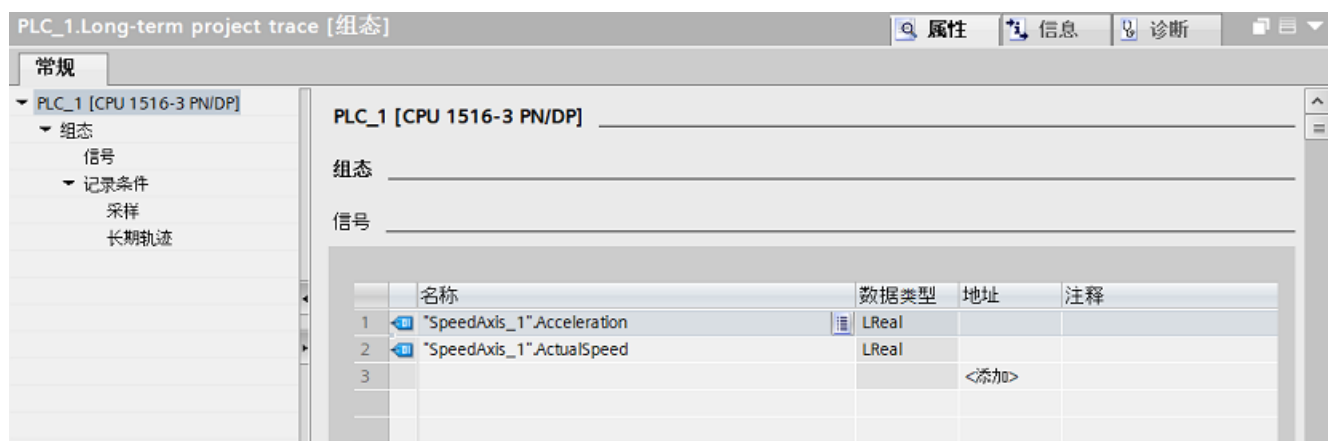 PLC_1.Long-term project trace [组态]
属性
信息
诊断
常规
PLC_1 [CPU 1516-3 PN/DP]
组态
信号
记录条件
采样
长期轨迹
PLC_1 [CPU 1516-3 PN/DP]
组态
信号
名称 数据类型 地址 注释
1 "SpeedAxis_1".Acceleration LReal
2 "SpeedAxis_1".ActualSpeed LReal
3 <添加>